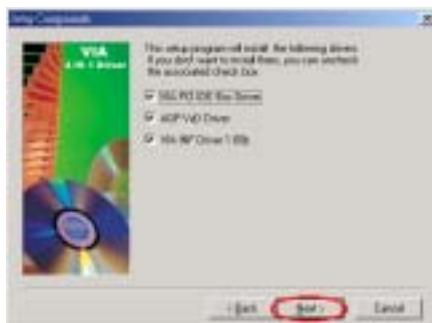 Setup Components
VIA
4 IN 1 Driver
This setup program will install the following drivers.
If you don't want to install them, you can uncheck
the associated check box.
VIA PCI IDE Bus Driver
AGP VxD Driver
VIA INF Driver
< Back
Next >
Cancel